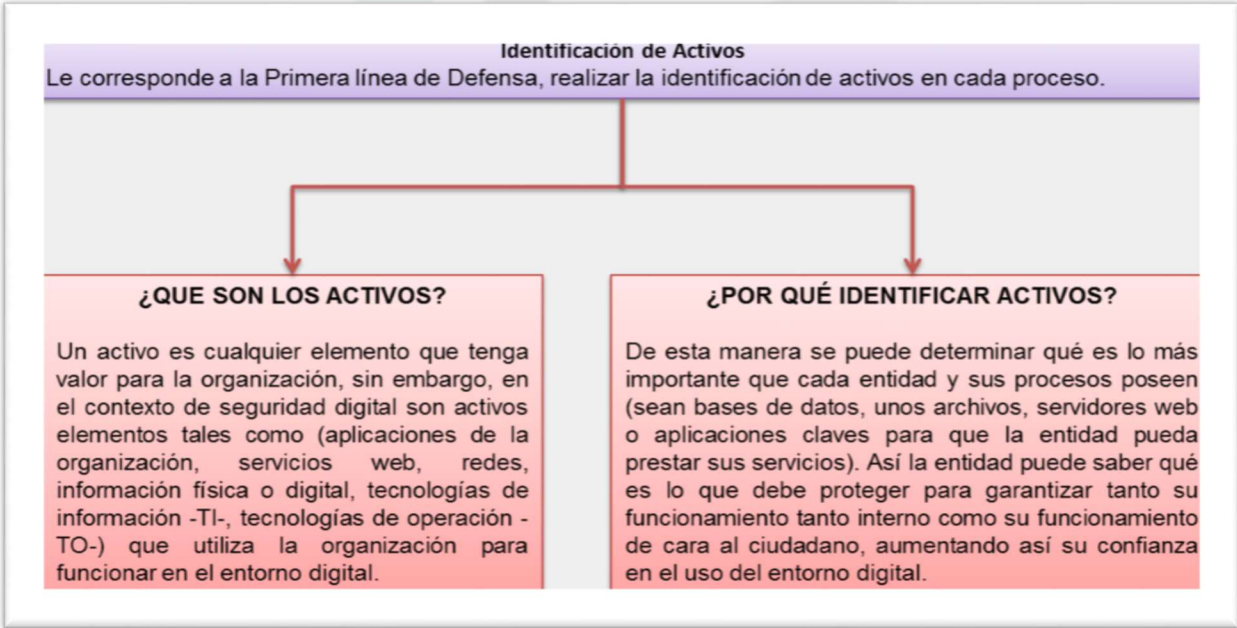 Identificación de Activos
Le corresponde a la Primera línea de Defensa, realizar la identificación de activos en cada proceso.
¿QUE SON LOS ACTIVOS?
Un activo es cualquier elemento que tenga
valor para la organización, sin embargo, en
el contexto de seguridad digital son activos
elementos tales como (aplicaciones de la
organización, servicios web, redes,
información física o digital, tecnologías de
información -TI-, tecnologías de operación -
TO-) que utiliza la organización para
funcionar en el entorno digital.
¿POR QUÉ IDENTIFICAR ACTIVOS?
De esta manera se puede determinar qué es lo más
importante que cada entidad y sus procesos poseen
(sean bases de datos, unos archivos, servidores web
o aplicaciones claves para que la entidad pueda
prestar sus servicios). Así la entidad puede saber qué
es lo que debe proteger para garantizar tanto su
funcionamiento tanto interno como su funcionamiento
de cara al ciudadano, aumentando así su confianza
en el uso del entorno digital.